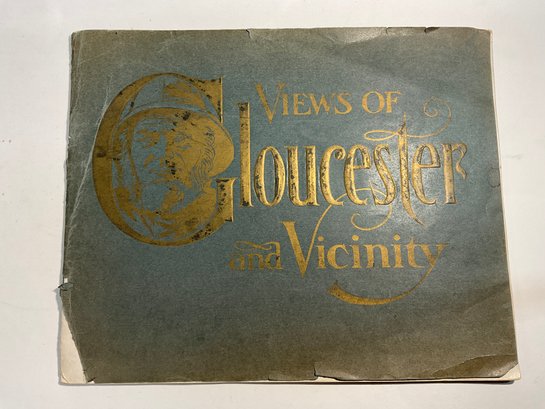 VIEWS OF
Gloucester
and Vicinity